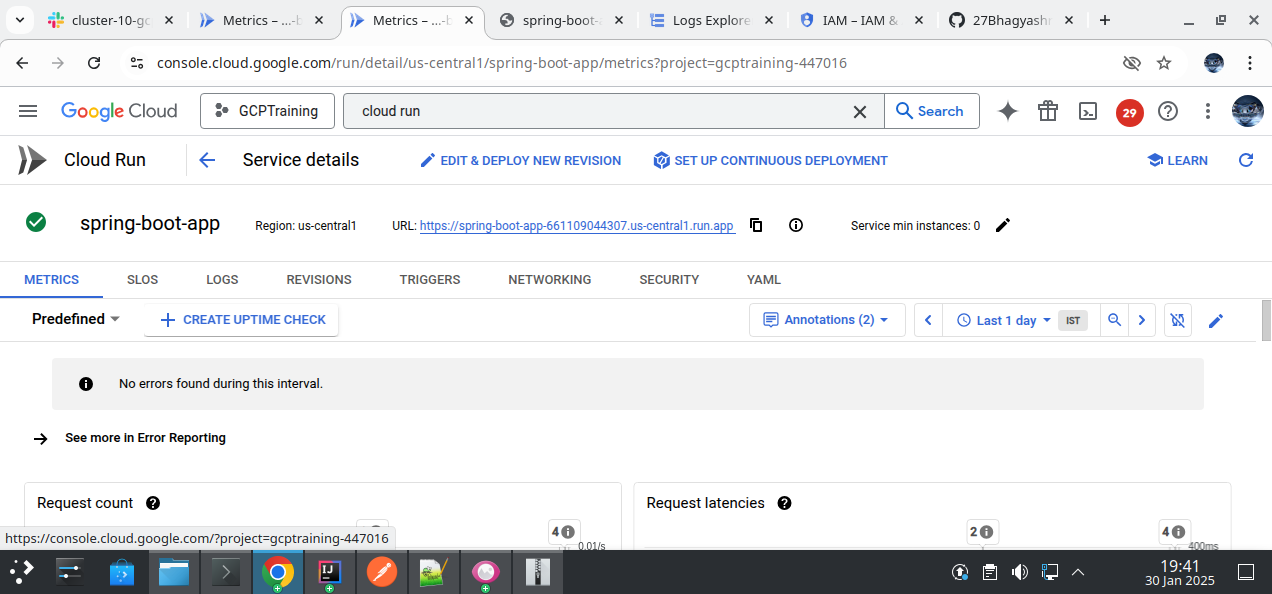 cluster-10-gc
Metrics – ...-b
Metrics – ...-b
spring-boot-
Logs Explore
IAM – IAM &
27Bhagyash
console.cloud.google.com/run/detail/us-central1/spring-boot-app/metrics?project=gcptraining-447016
Google Cloud
GCPTraining
cloud run
Search
29
Cloud Run
Service details
EDIT & DEPLOY NEW REVISION
SET UP CONTINUOUS DEPLOYMENT
LEARN
spring-boot-app
Region: us-central1
URL: https://spring-boot-app-661109044307.us-central1.run.app
Service min instances: 0
METRICS
SLOS
LOGS
REVISIONS
TRIGGERS
NETWORKING
SECURITY
YAML
Predefined
CREATE UPTIME CHECK
Annotations (2)
Last 1 day
IST
No errors found during this interval.
See more in Error Reporting
Request count
Request latencies
4
0.01/s
2
4
400ms
https://console.cloud.google.com/?project=gcptraining-447016
19:41
30 Jan 2025